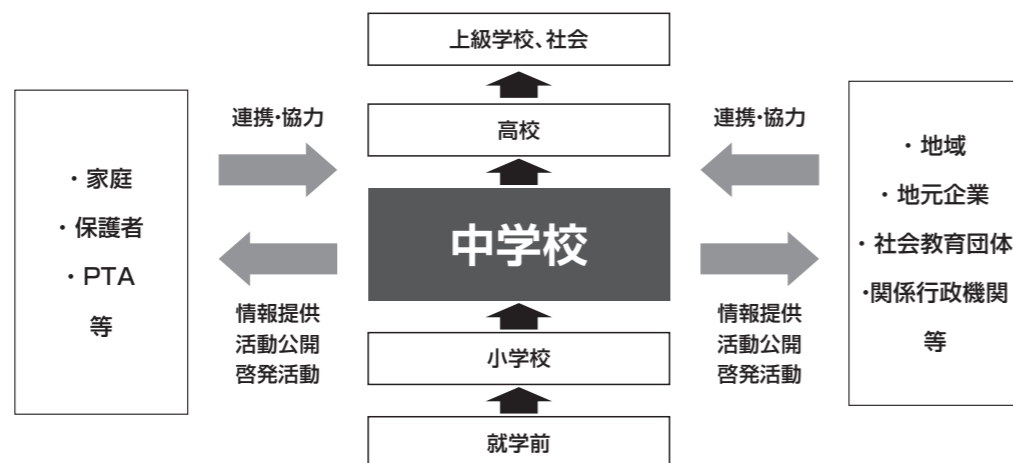 上級学校、社会
高校
中学校
小学校
就学前
連携・協力
・家庭
・保護者
・PTA
等
情報提供
活動公開
啓発活動
連携・協力
・地域
・地元企業
・社会教育団体
・関係行政機関
等
情報提供
活動公開
啓発活動